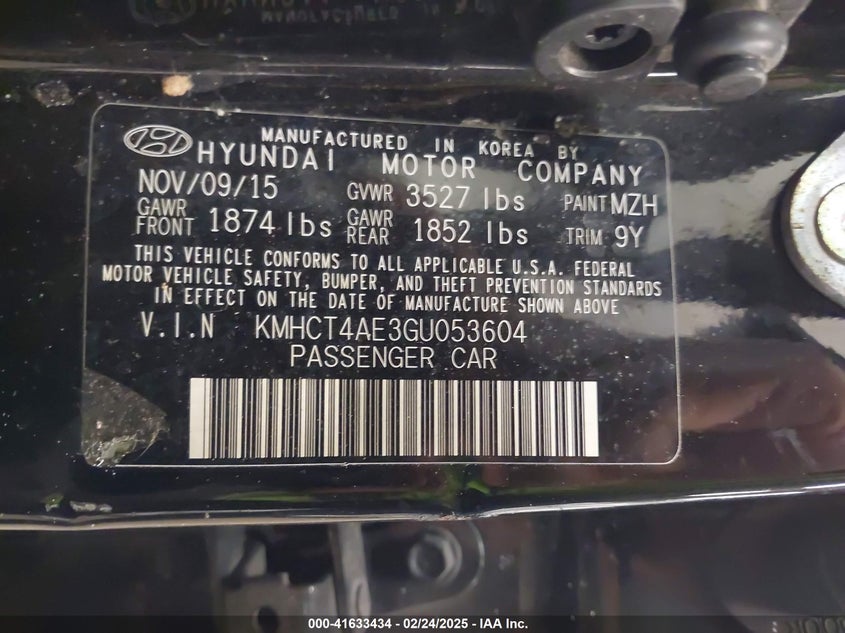 MANUFACTURED IN KOREA BY
HYUNDAI MOTOR COMPANY
NOV/09/15 GVWR 3527 lbs PAINT MZH
GAWR FRONT 1874 lbs GAWR REAR 1852 lbs TRIM 9Y
THIS VEHICLE CONFORMS TO ALL APPLICABLE U.S.A. FEDERAL
MOTOR VEHICLE SAFETY, BUMPER, AND THEFT PREVENTION STANDARDS
IN EFFECT ON THE DATE OF MANUFACTURE SHOWN ABOVE
V.I.N KMHCT4AE3GU053604
PASSENGER CAR
000-41633434 - 02/24/2025 - IAA Inc.